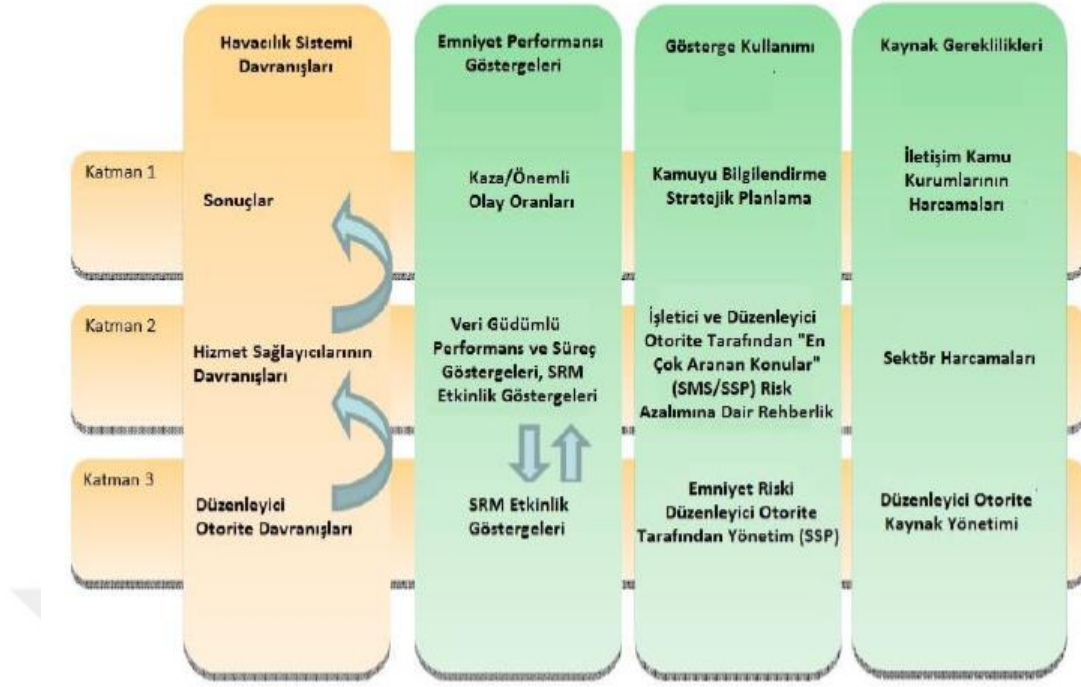 Havacılık Sistemi
Davranışları
Emniyet Performansı
Göstergeleri
Gösterge Kullanımı
Kaynak Gereklilikleri
Katman 1
Sonuçlar
Kaza/Önemli
Olay Oranları
Kamuyu Bilgilendirme
Stratejik Planlama
İletişim Kamu
Kurumlarının
Harcamaları
Katman 2
Hizmet Sağlayıcılarının
Davranışları
Veri Güdümlü
Performans ve Süreç
Göstergeleri, SRM
Etkinlik Göstergeleri
İşletici ve Düzenleyici
Otorite Tarafından "En
Çok Aranan Konular"
(SMS/SSP) Risk
Azalımına Dair Rehberlik
Sektör Harcamaları
Katman 3
Düzenleyici
Otorite Davranışları
SRM Etkinlik
Göstergeleri
Emniyet Riski
Düzenleyici Otorite
Tarafından Yönetim (SSP)
Düzenleyici Otorite
Kaynak Yönetimi